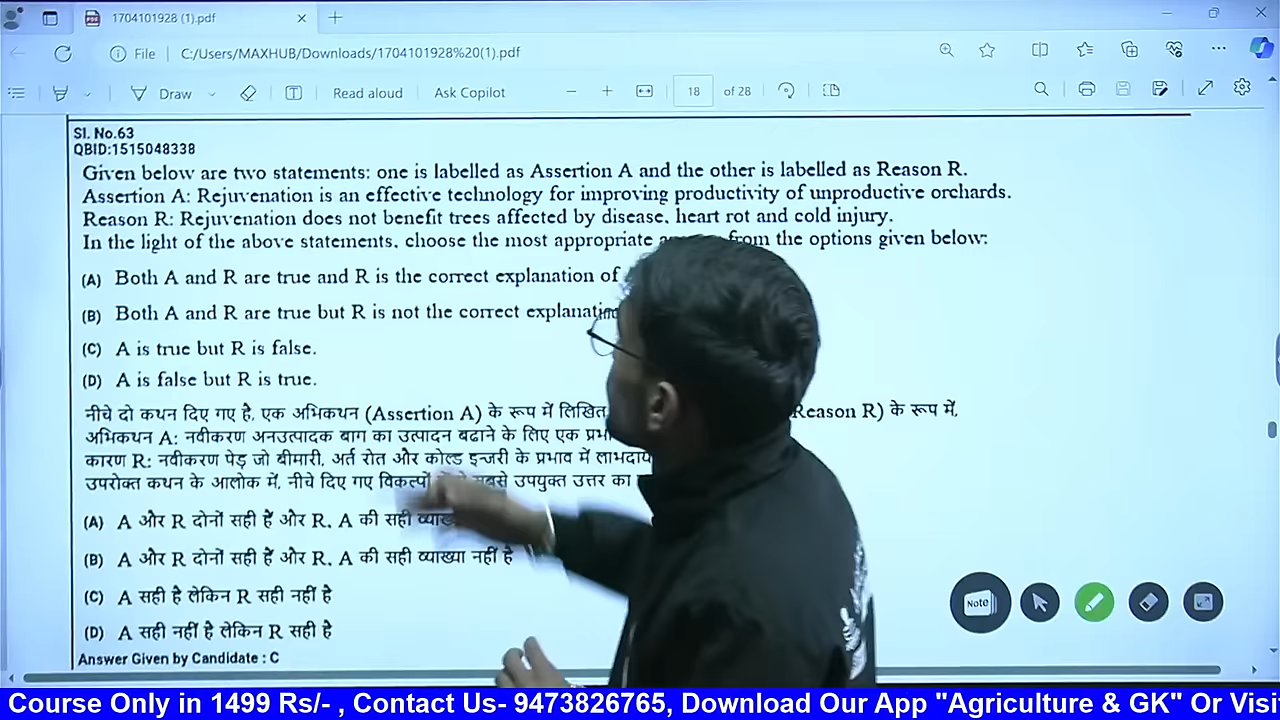 1704101928 (1).pdf
File
C:/Users/MAXHUB/Downloads/1704101928%20(1).pdf
Draw
Read aloud
Ask Copilot
18
of 28
Sl. No.63
QBID:1515048338
Given below are two statements: one is labelled as Assertion A and the other is labelled as Reason R.
Assertion A: Rejuvenation is an effective technology for improving productivity of unproductive orchards.
Reason R: Rejuvenation does not benefit trees affected by disease, heart rot and cold injury.
In the light of the above statements, choose the most appropriate from the options given below:
(A) Both A and R are true and R is the correct explanation of
(B) Both A and R are true but R is not the correct explanation
(C) A is true but R is false.
(D) A is false but R is true.
नीचे दो कथन दिए गए है, एक अभिकथन (Assertion A) के रूप में लिखित Reason R) के रूप में,
अभिकथन A: नवीकरण अनउत्पादक बाग का उत्पादन बढाने के लिए एक
कारण R: नवीकरण पेड़ जो बीमारी, अर्त रोत और कोल्ड इन्जरी के प्रभाव में
उपरोक्त कथन के आलोक में, नीचे दिए गए विकल्पों सबसे उपयुक्त उत्तर का
(A) A और R दोनों सही हैं और R, A की सही
(B) A और R दोनों सही हैं और R, A की सही व्याख्या नहीं है
(C) A सही है लेकिन R सही नहीं है
(D) A सही नहीं है लेकिन R सही है
Answer Given by Candidate : C
Note
Course Only in 1499 Rs/- , Contact Us- 9473826765, Download Our App "Agriculture & GK" Or Visi